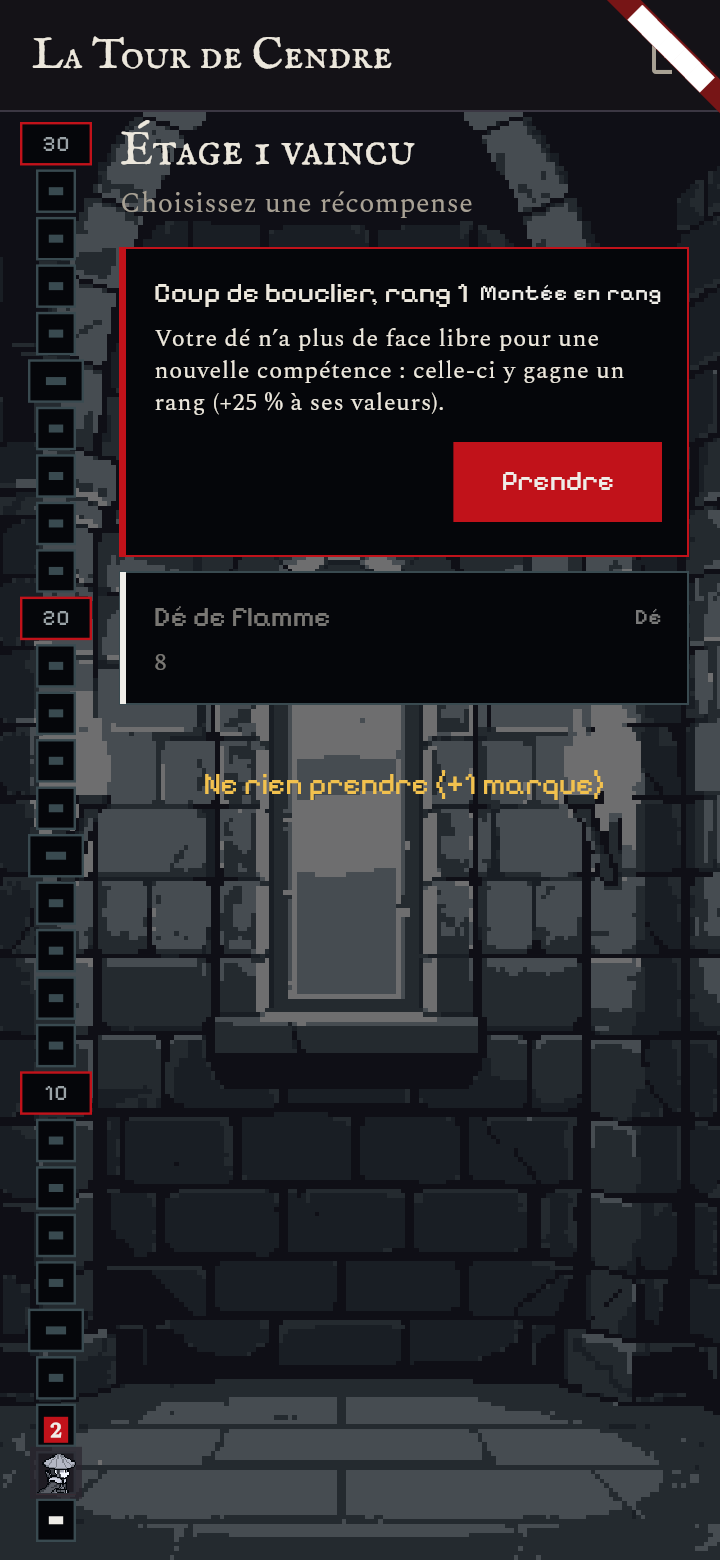 La Tour de Cendre
30
Étage 1 vaincu
Choisissez une récompense
Coup de bouclier, rang 1 Montée en rang
Votre dé n’a plus de face libre pour une
nouvelle compétence : celle-ci y gagne un
rang (+25 % à ses valeurs).
Prendre
20
Dé de Flamme Dé
8
Ne rien prendre (+1 marque)
10
2